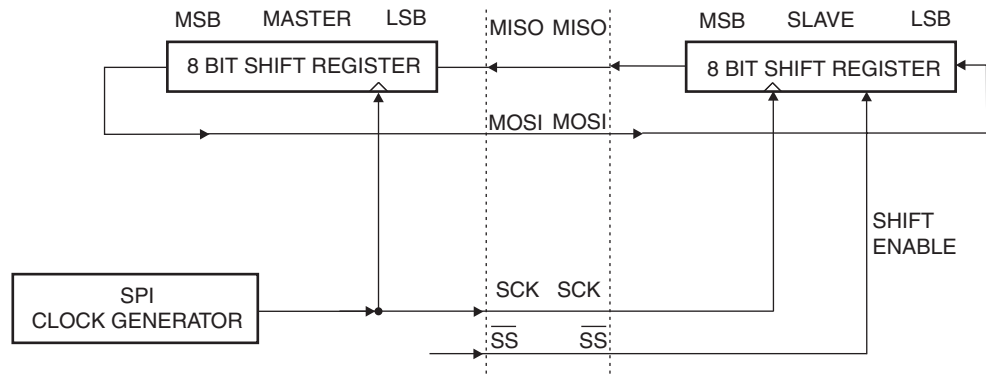 MSB MASTER LSB MISO MISO MSB SLAVE LSB
8 BIT SHIFT REGISTER 8 BIT SHIFT REGISTER
MOSI MOSI
SHIFT
ENABLE
SPI
CLOCK GENERATOR
SCK SCK
SS SS